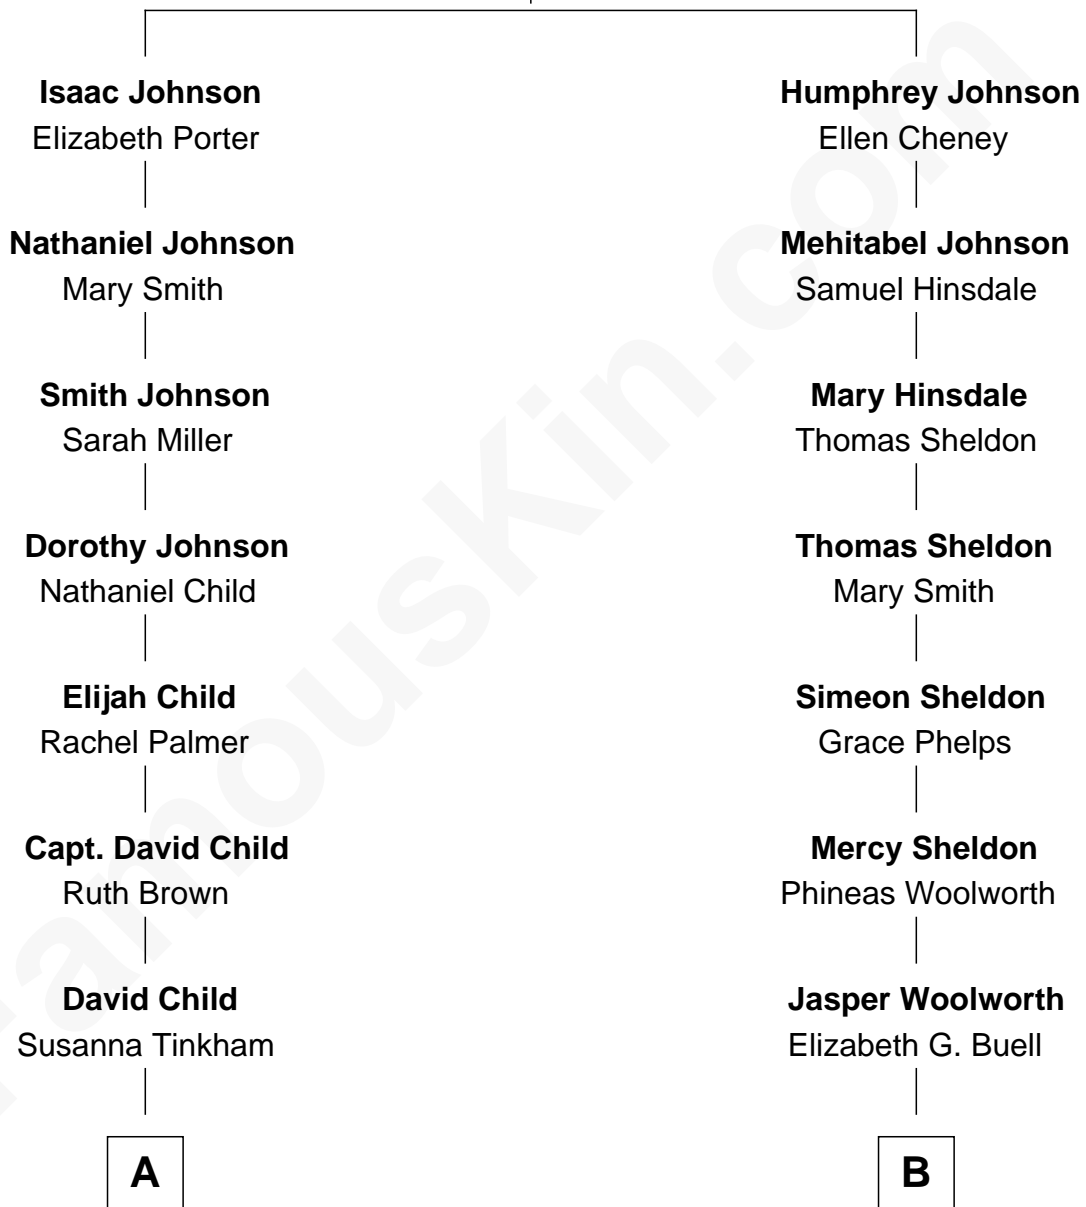 Isaac Johnson
Elizabeth Porter
Nathaniel Johnson
Mary Smith
Smith Johnson
Sarah Miller
Dorothy Johnson
Nathaniel Child
Elijah Child
Rachel Palmer
Capt. David Child
Ruth Brown
David Child
Susanna Tinkham
A
Humphrey Johnson
Ellen Cheney
Mehitabel Johnson
Samuel Hinsdale
Mary Hinsdale
Thomas Sheldon
Thomas Sheldon
Mary Smith
Simeon Sheldon
Grace Phelps
Mercy Sheldon
Phineas Woolworth
Jasper Woolworth
Elizabeth G. Buell
B
FamousKin.com